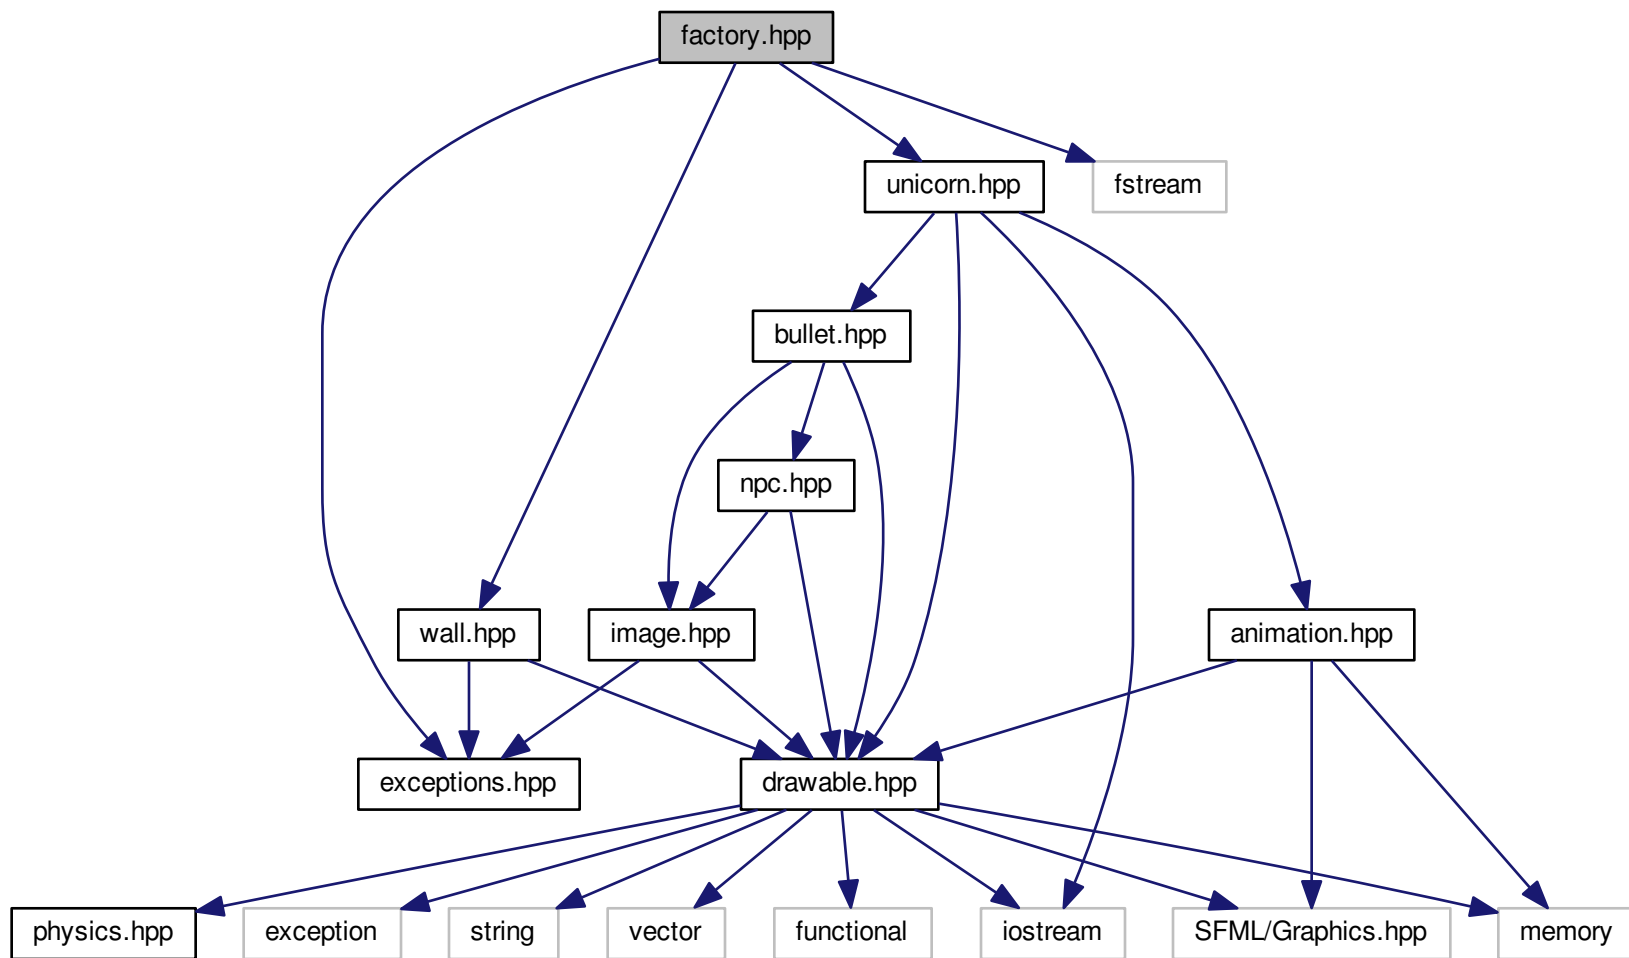 factory.hpp
unicorn.hpp
fstream
bullet.hpp
npc.hpp
wall.hpp
image.hpp
animation.hpp
exceptions.hpp
drawable.hpp
physics.hpp
exception
string
vector
functional
iostream
SFML/Graphics.hpp
memory